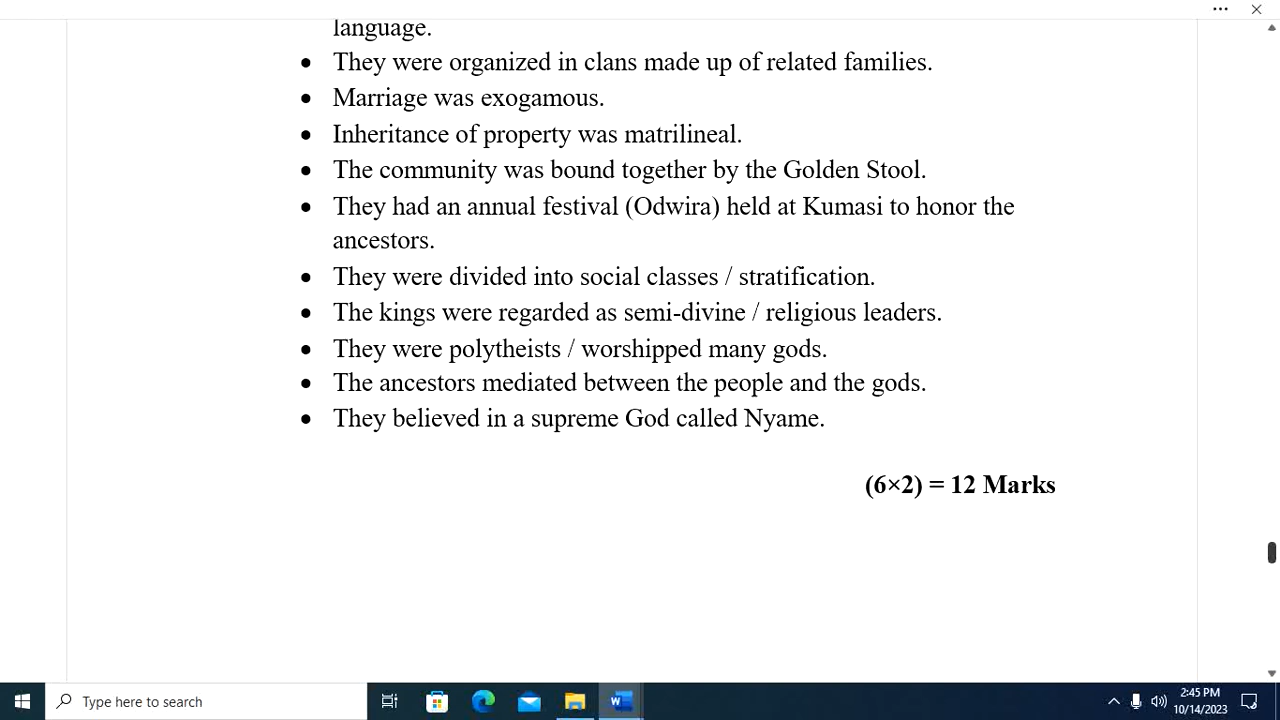 language.
• They were organized in clans made up of related families.
• Marriage was exogamous.
• Inheritance of property was matrilineal.
• The community was bound together by the Golden Stool.
• They had an annual festival (Odwira) held at Kumasi to honor the
ancestors.
• They were divided into social classes / stratification.
• The kings were regarded as semi-divine / religious leaders.
• They were polytheists / worshipped many gods.
• The ancestors mediated between the people and the gods.
• They believed in a supreme God called Nyame.
(6×2) = 12 Marks
Type here to search
2:45 PM
10/14/2023